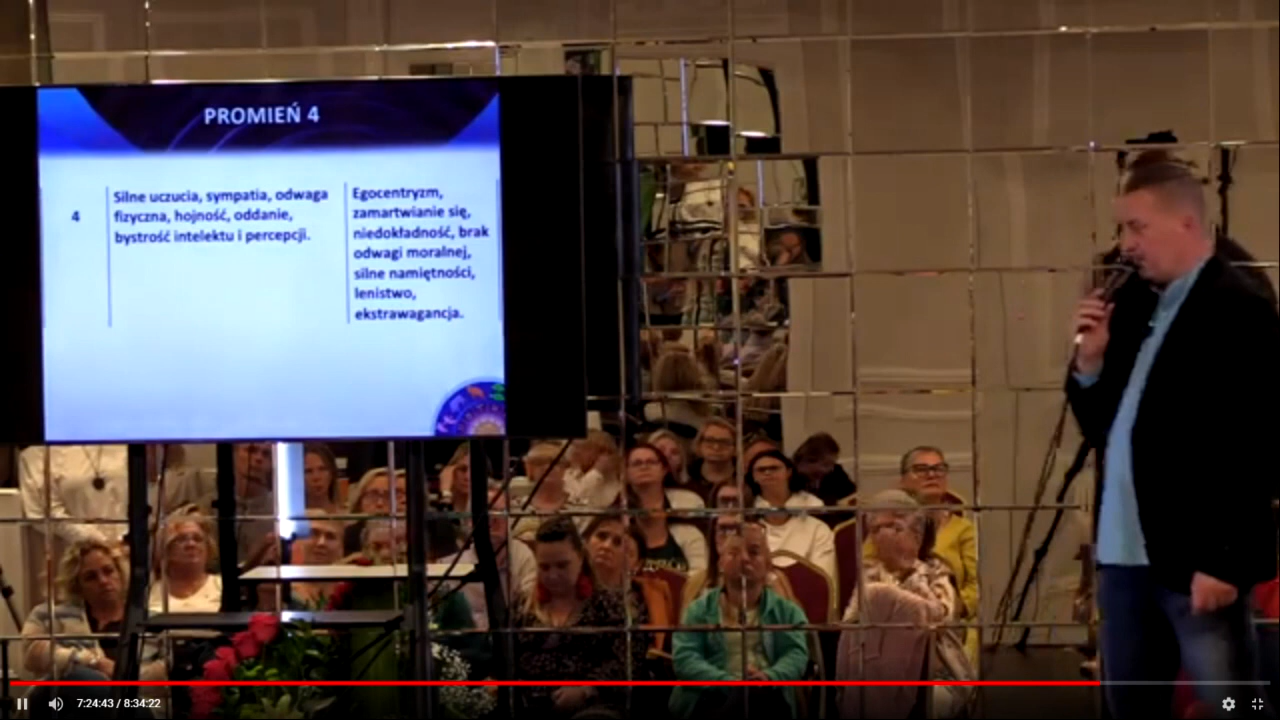 PROMIEŃ 4
4
Silne uczucia, sympatia, odwaga
fizyczna, hojność, oddanie,
bystrość intelektu i percepcji.
Egocentryzm,
zamartwianie się,
niedokładność, brak
odwagi moralnej,
silne namiętności,
lenistwo,
ekstrawagancja.
7:24:43 / 8:34:22